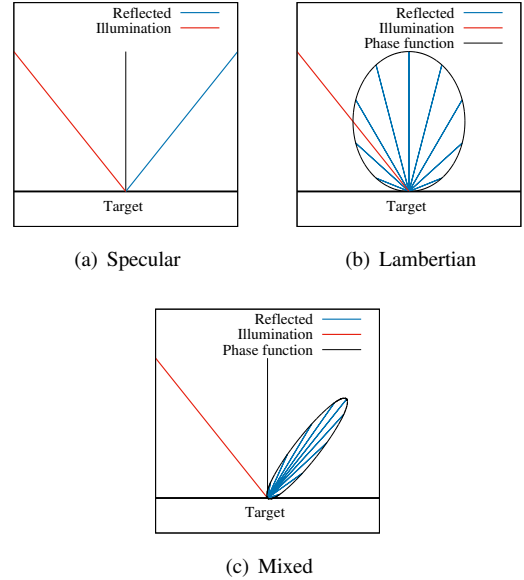 Reflected
Illumination
Target
(a) Specular
Reflected
Illumination
Phase function
Target
(b) Lambertian
Reflected
Illumination
Phase function
Target
(c) Mixed